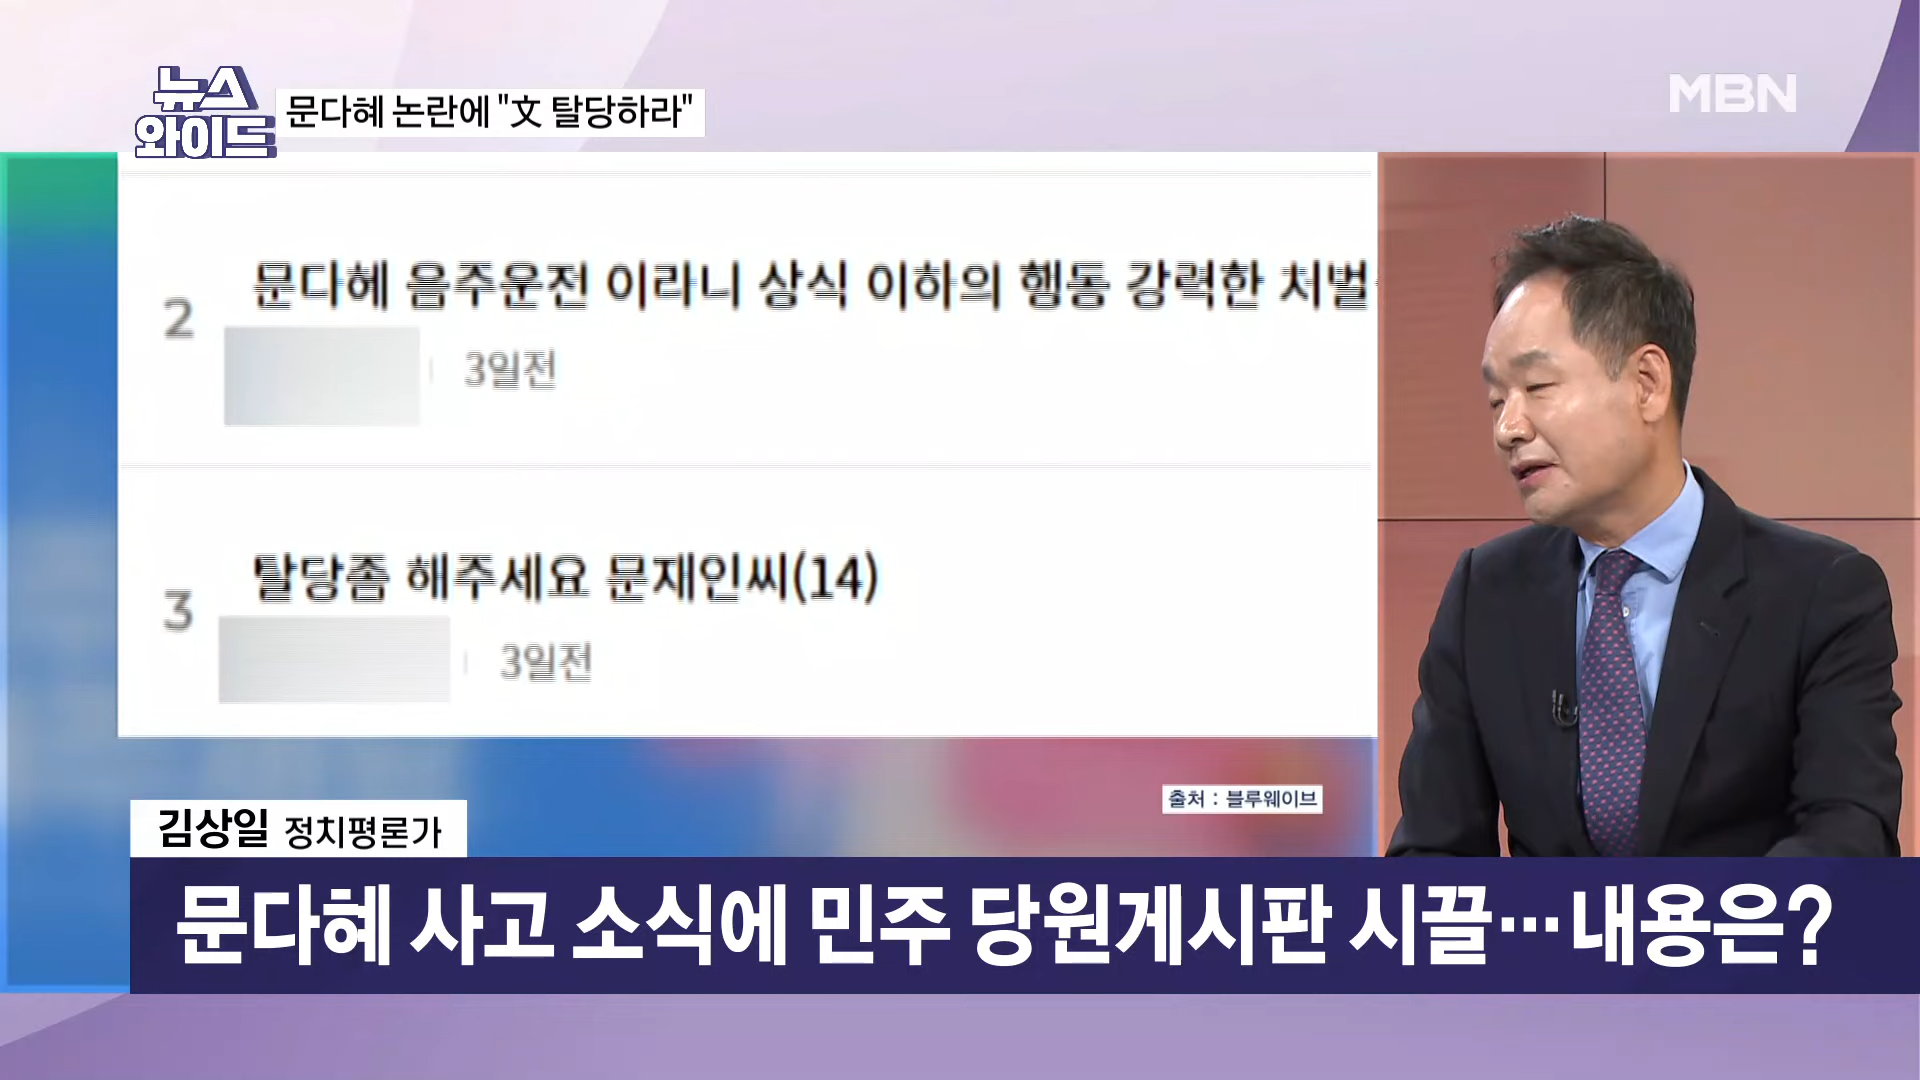 뉴스
와이드
문다혜 논란에 "文 탈당하라"
MBN
2
문다혜 음주운전 이라니 상식 이하의 행동 강력한 처벌
3일전
3
탈당좀 해주세요 문재인씨(14)
3일전
출처 : 블루웨이브
김상일 정치평론가
문다혜 사고 소식에 민주 당원게시판 시끌…내용은?